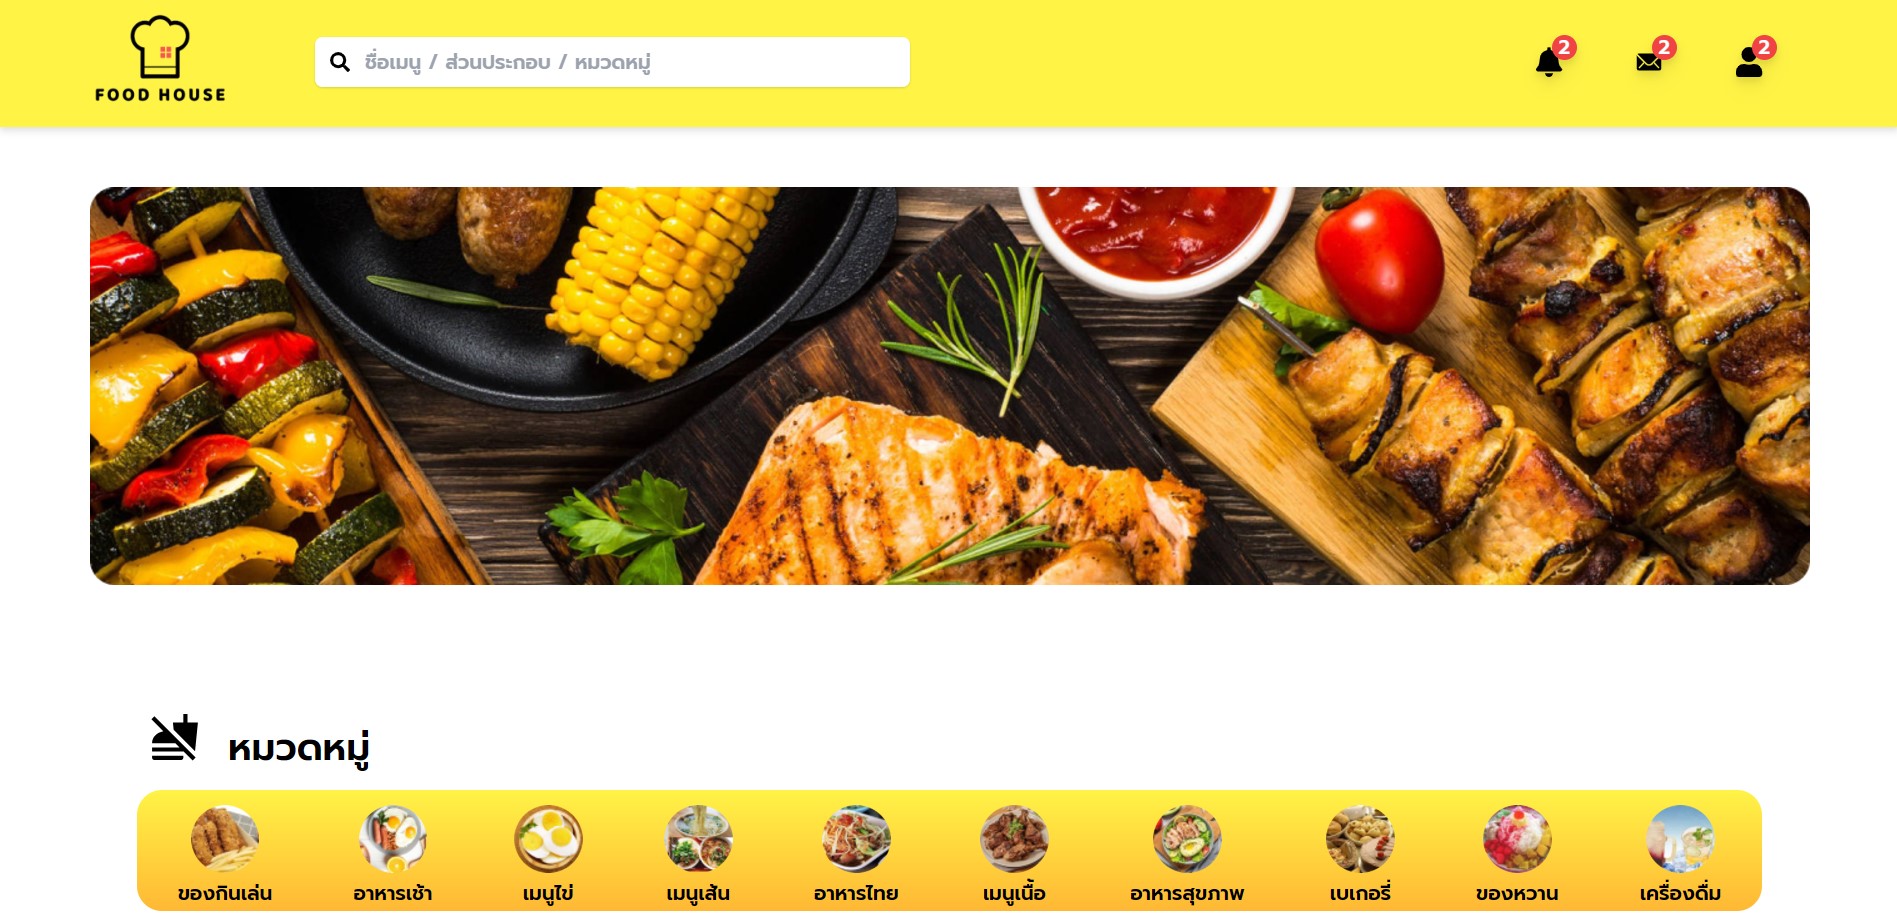 FOOD HOUSE
ชื่อเมนู / ส่วนประกอบ / หมวดหมู่
2
2
2
หมวดหมู่
ของกินเล่น
อาหารเช้า
เมนูไข่
เมนูเส้น
อาหารไทย
เมนูเนื้อ
อาหารสุขภาพ
เบเกอรี่
ของหวาน
เครื่องดื่ม